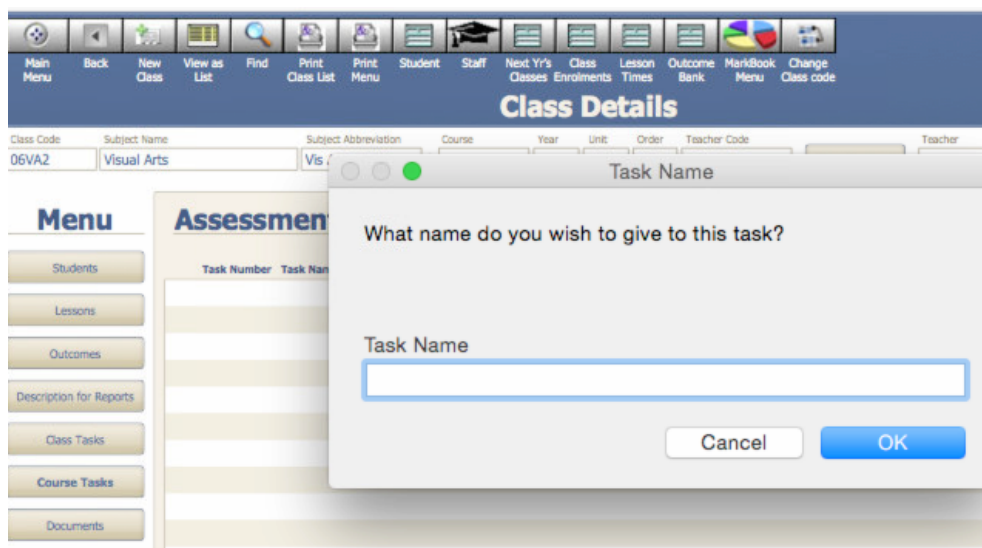 Main Menu Back New Class View as List Find Print Class List Print Menu Student Staff Next Yr's Classes Class Enrolments Lesson Times Outcome Bank MarkBook Menu Change Class code
Class Details
Class Code Subject Name Subject Abbreviation Course Year Unit Order Teacher Code Teacher
06VA2 Visual Arts Vis
Task Name
Menu
What name do you wish to give to this task?
Students
Task Number
Lessons
Outcomes
Task Name
Description for Reports
Class Tasks
Cancel OK
Course Tasks
Documents